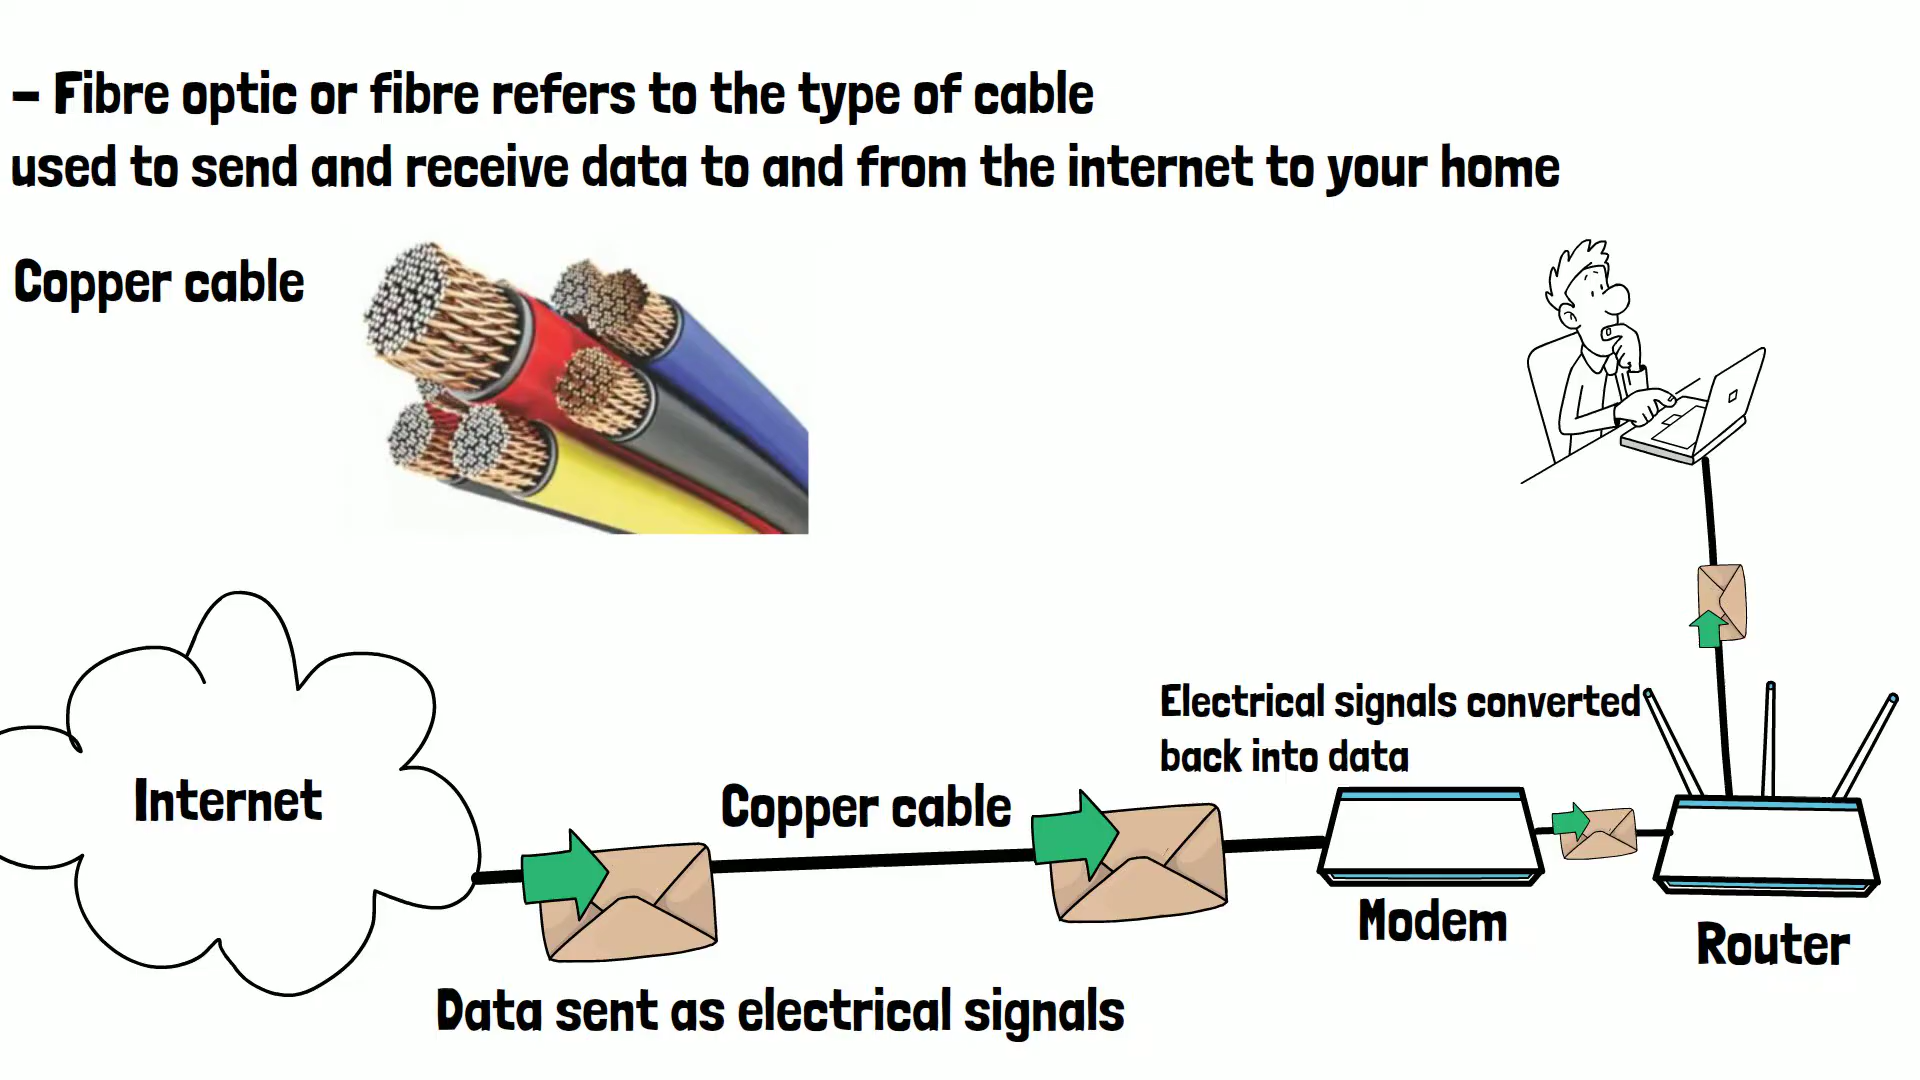 – Fibre optic or fibre refers to the type of cable
used to send and receive data to and from the internet to your home
Copper cable
Electrical signals converted
back into data
Internet
Copper cable
Modem
Router
Data sent as electrical signals